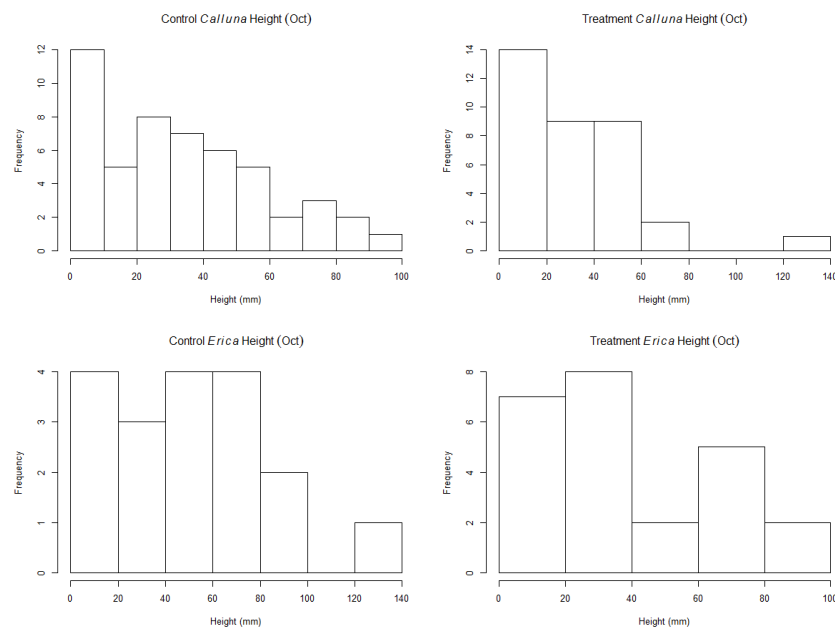 Control Calluna Height (Oct)
Frequency
0 2 4 6 8 10 12
0 20 40 60 80 100
Height (mm)
Treatment Calluna Height (Oct)
Frequency
0 2 4 6 8 10 12 14
0 20 40 60 80 100 120 140
Height (mm)
Control Erica Height (Oct)
Frequency
0 1 2 3 4
0 20 40 60 80 100 120 140
Height (mm)
Treatment Erica Height (Oct)
Frequency
0 2 4 6 8
0 20 40 60 80 100
Height (mm)